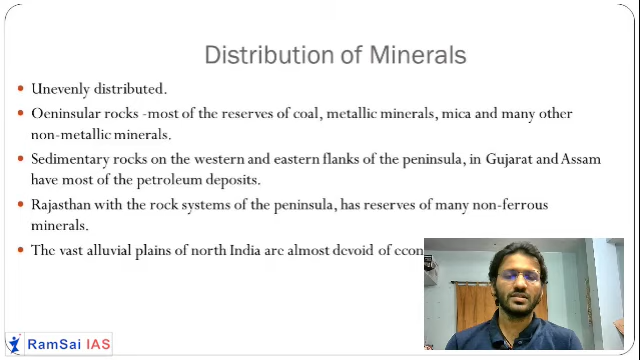 Distribution of Minerals
Unevenly distributed.
Oeninsular rocks -most of the reserves of coal, metallic minerals, mica and many other
non-metallic minerals.
Sedimentary rocks on the western and eastern flanks of the peninsula, in Gujarat and Assam
have most of the petroleum deposits.
Rajasthan with the rock systems of the peninsula, has reserves of many non-ferrous
minerals.
The vast alluvial plains of north India are almost devoid of
RamSai IAS